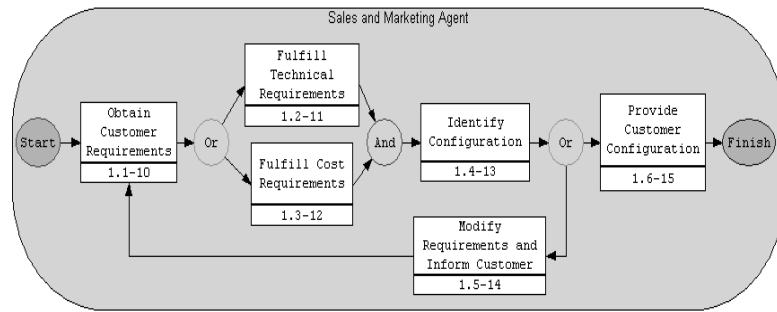 Sales and Marketing Agent
Fulfill
Technical
Requirements
1.2-11
Start
Obtain
Customer
Requirements
1.1-10
Or
Fulfill Cost
Requirements
1.3-12
And
Identify
Configuration
1.4-13
Or
Provide
Customer
Configuration
1.6-15
Finish
Modify
Requirements and
Inform Customer
1.5-14